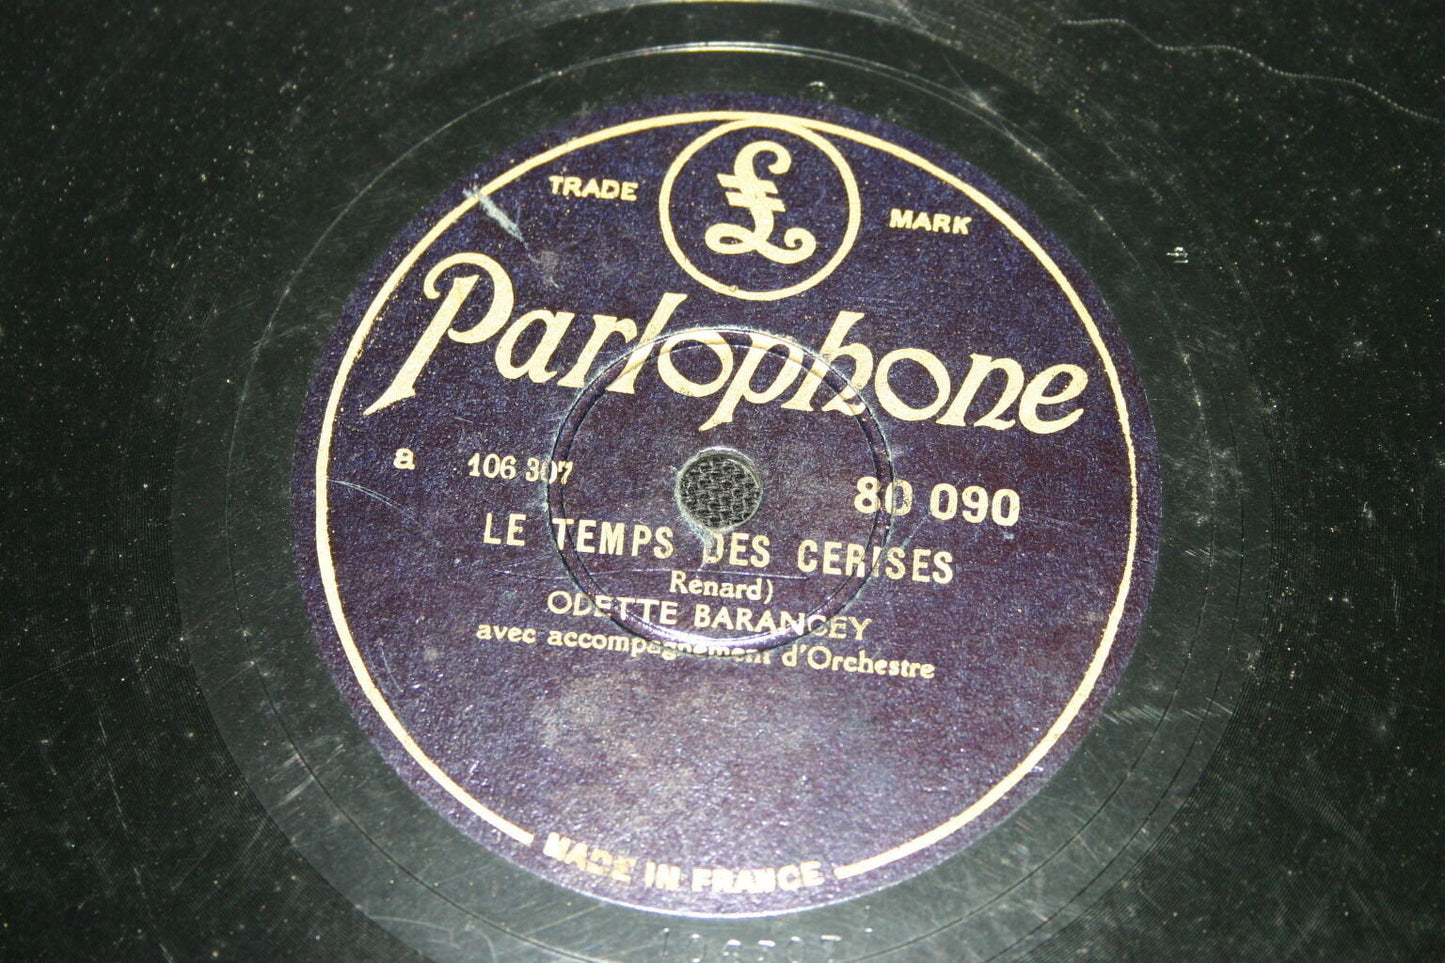 TRADE £ MARK
Parlophone
a 106 307 80 090
LE TEMPS DES CERISES
Renard)
ODETTE BARANCEY
avec accompagnement d'Orchestre
MADE IN FRANCE